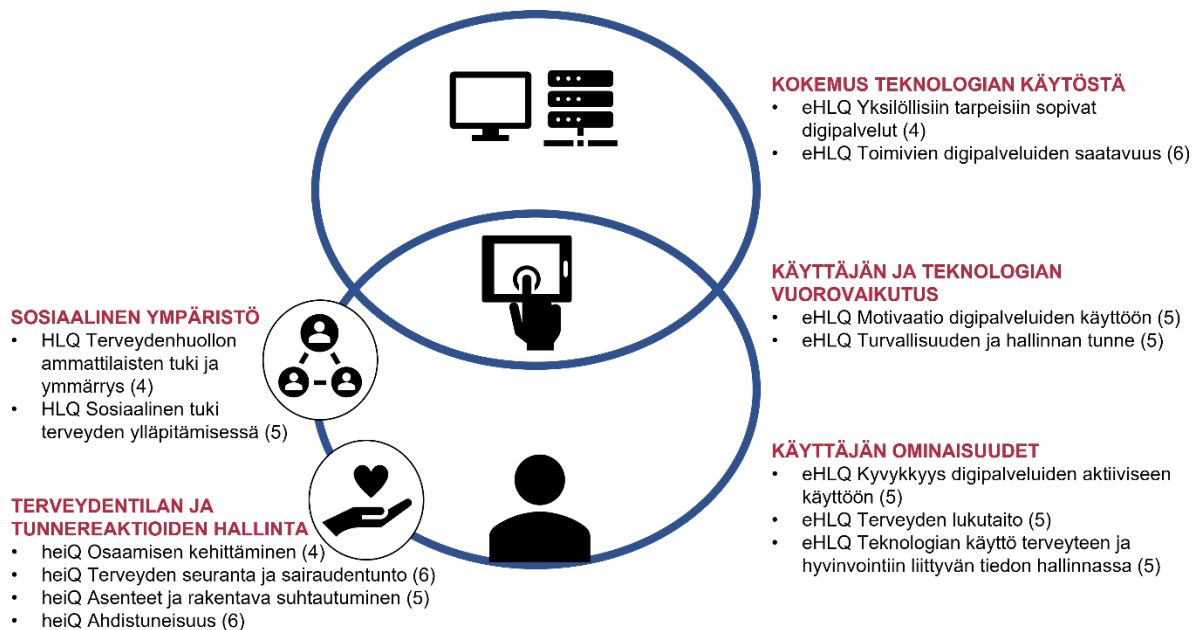 KOKEMUS TEKNOLOGIAN KÄYTÖSTÄ
• eHLQ Yksilöllisiin tarpeisiin sopivat
digipalvelut (4)
• eHLQ Toimivien digipalveluiden saatavuus (6)
KÄYTTÄJÄN JA TEKNOLOGIAN
VUOROVAIKUTUS
• eHLQ Motivaatio digipalveluiden käyttöön (5)
• eHLQ Turvallisuuden ja hallinnan tunne (5)
SOSIAALINEN YMPÄRISTÖ
• HLQ Terveydenhuollon
ammattilaisten tuki ja
ymmärrys (4)
• HLQ Sosiaalinen tuki
terveyden ylläpitämisessä (5)
KÄYTTÄJÄN OMINAISUUDET
• eHLQ Kyvykkyys digipalveluiden aktiiviseen
käyttöön (5)
• eHLQ Terveyden lukutaito (5)
• eHLQ Teknologian käyttö terveyteen ja
hyvinvointiin liittyvän tiedon hallinnassa (5)
TERVEYDENTILAN JA
TUNNEREAKTIOIDEN HALLINTA
• heiQ Osaamisen kehittäminen (4)
• heiQ Terveyden seuranta ja sairaudentunto (6)
• heiQ Asenteet ja rakentava suhtautuminen (5)
• heiQ Ahdistuneisuus (6)